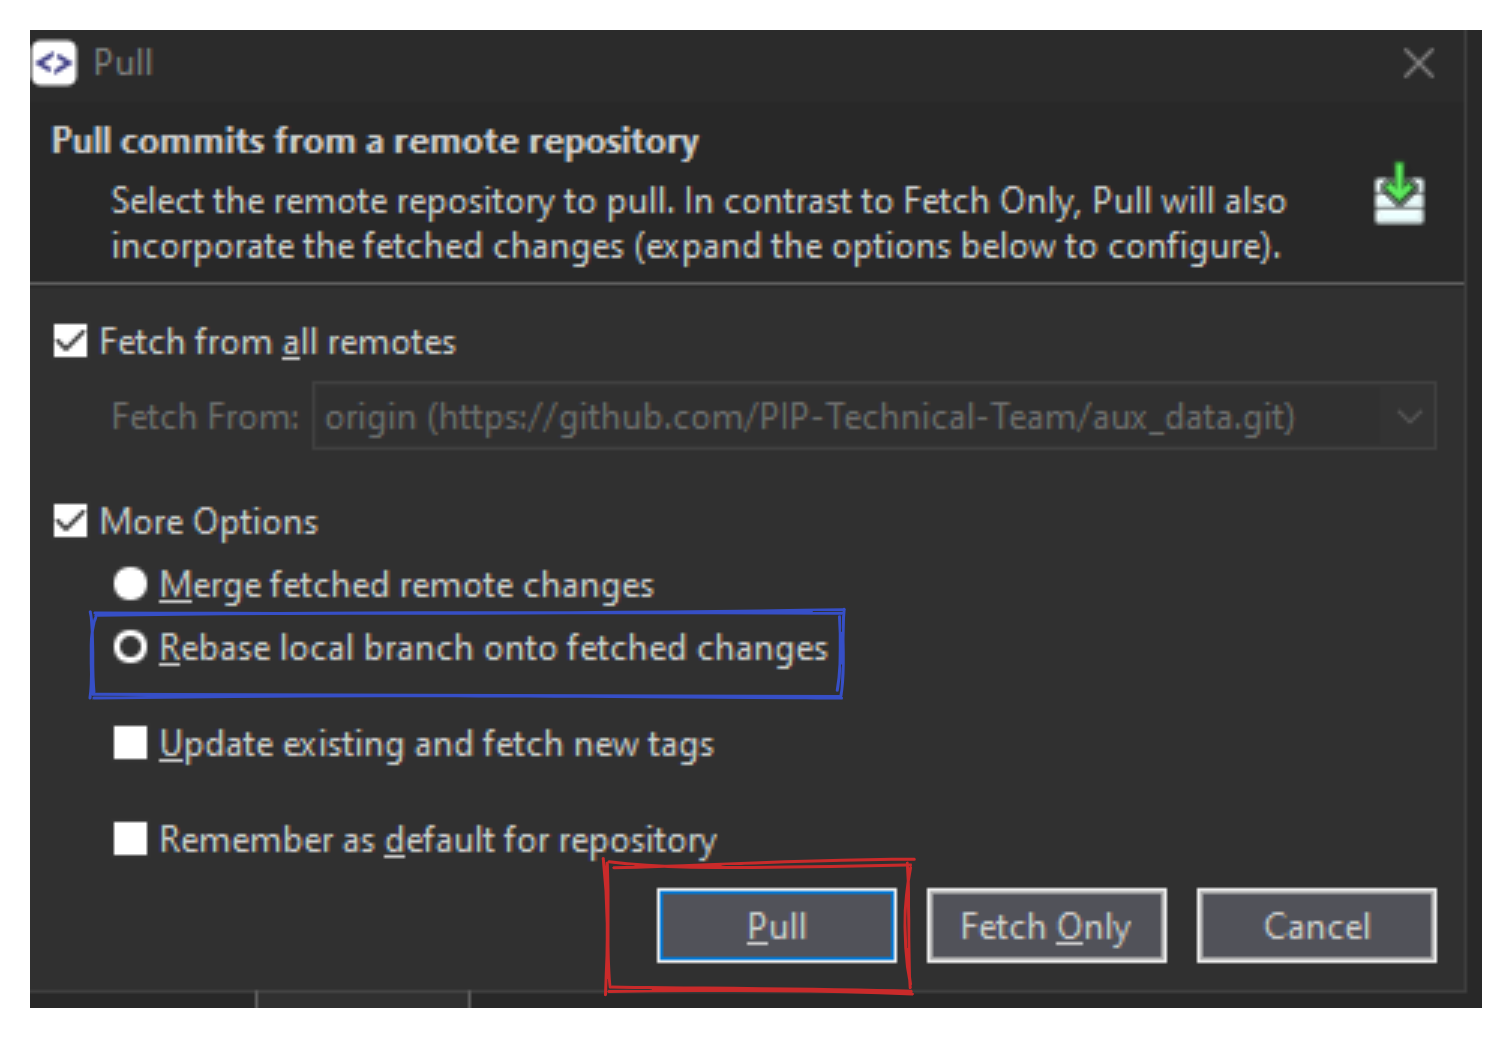 Pull
Pull commits from a remote repository
Select the remote repository to pull. In contrast to Fetch Only, Pull will also
incorporate the fetched changes (expand the options below to configure).
Fetch from all remotes
Fetch From: origin (https://github.com/PIP-Technical-Team/aux_data.git)
More Options
Merge fetched remote changes
Rebase local branch onto fetched changes
Update existing and fetch new tags
Remember as default for repository
Pull Fetch Only Cancel